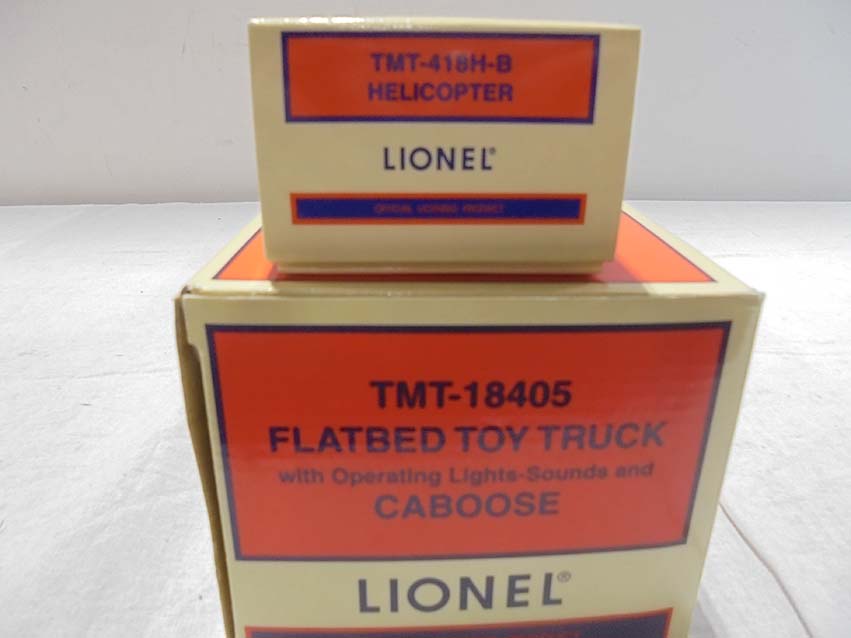 TMT-418H-B
HELICOPTER
LIONEL®
OFFICIAL LICENSED PRODUCT
TMT-18405
FLATBED TOY TRUCK
with Operating Lights-Sounds and
CABOOSE
LIONEL®